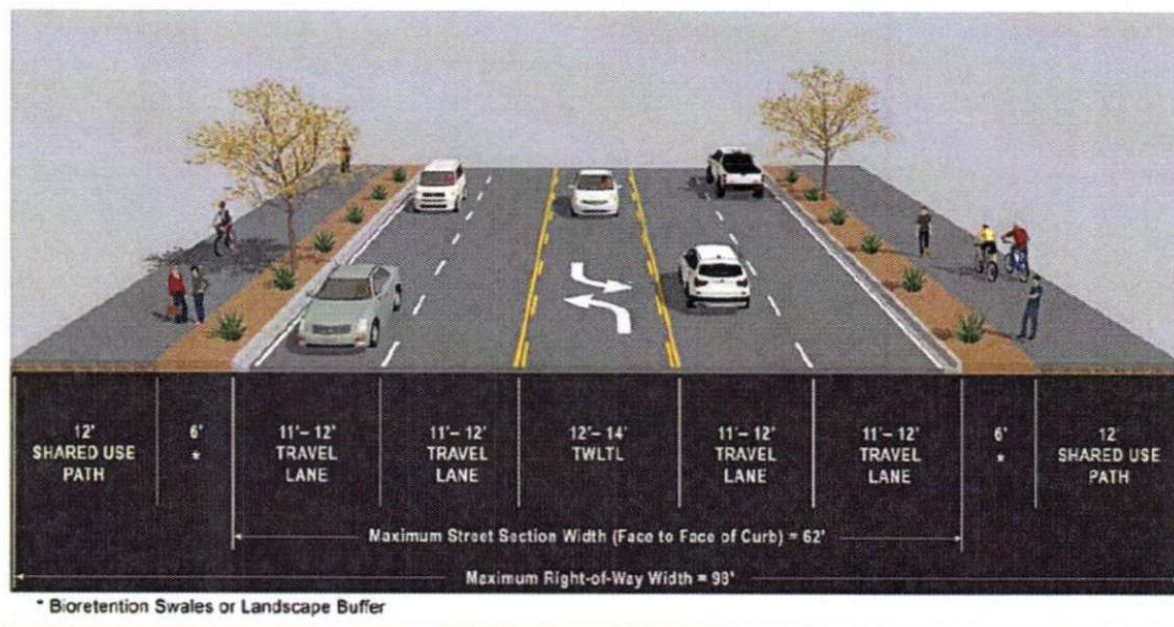 12'
SHARED USE
PATH
6'
*
11'– 12'
TRAVEL
LANE
11'– 12'
TRAVEL
LANE
12'– 14'
TWLTL
11'– 12'
TRAVEL
LANE
11'– 12'
TRAVEL
LANE
6'
*
12'
SHARED USE
PATH
Maximum Street Section Width (Face to Face of Curb) = 62'
Maximum Right-of-Way Width = 98'
* Bioretention Swales or Landscape Buffer